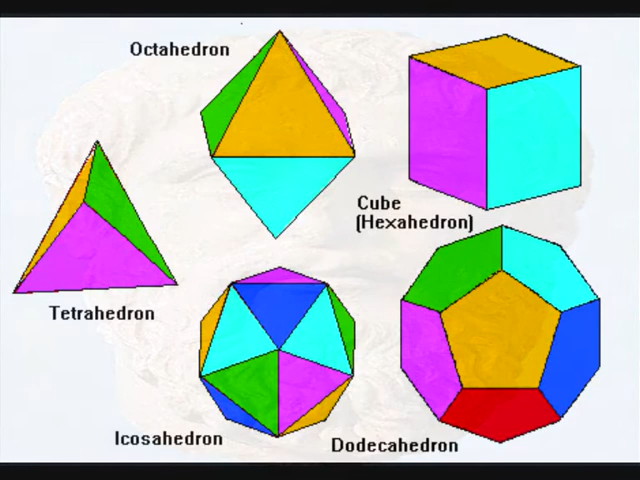 Octahedron
Cube
(Hexahedron)
Tetrahedron
Icosahedron
Dodecahedron